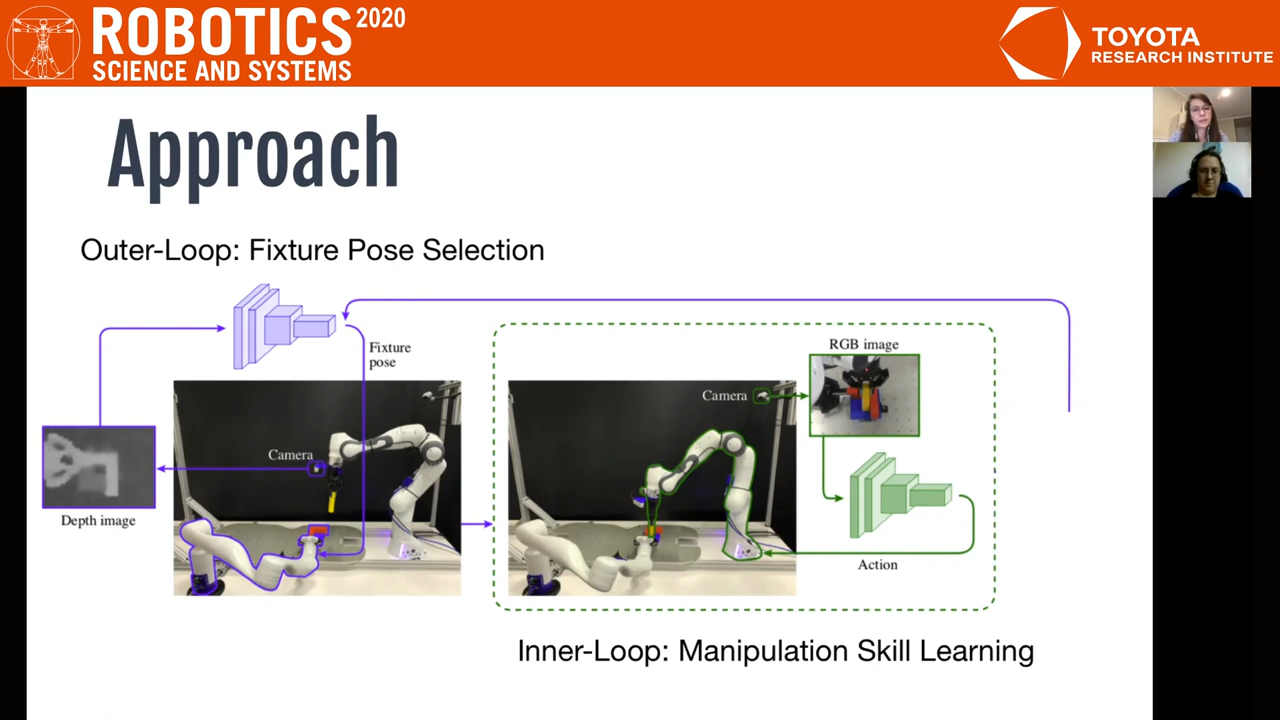 ROBOTICS 2020
SCIENCE AND SYSTEMS
TOYOTA
RESEARCH INSTITUTE
Approach
Outer-Loop: Fixture Pose Selection
Fixture
pose
Camera
Depth image
RGB image
Camera
Action
Inner-Loop: Manipulation Skill Learning